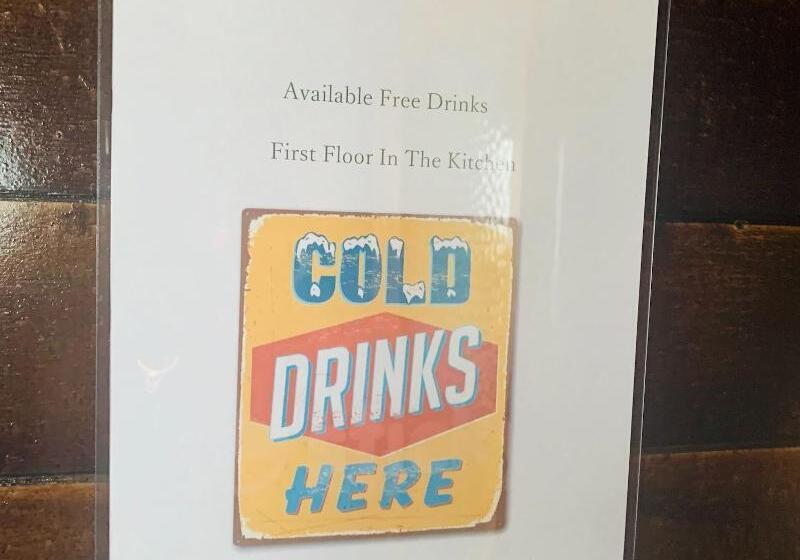 Available Free Drinks
First Floor In The Kitchen
COLD
DRINKS
HERE